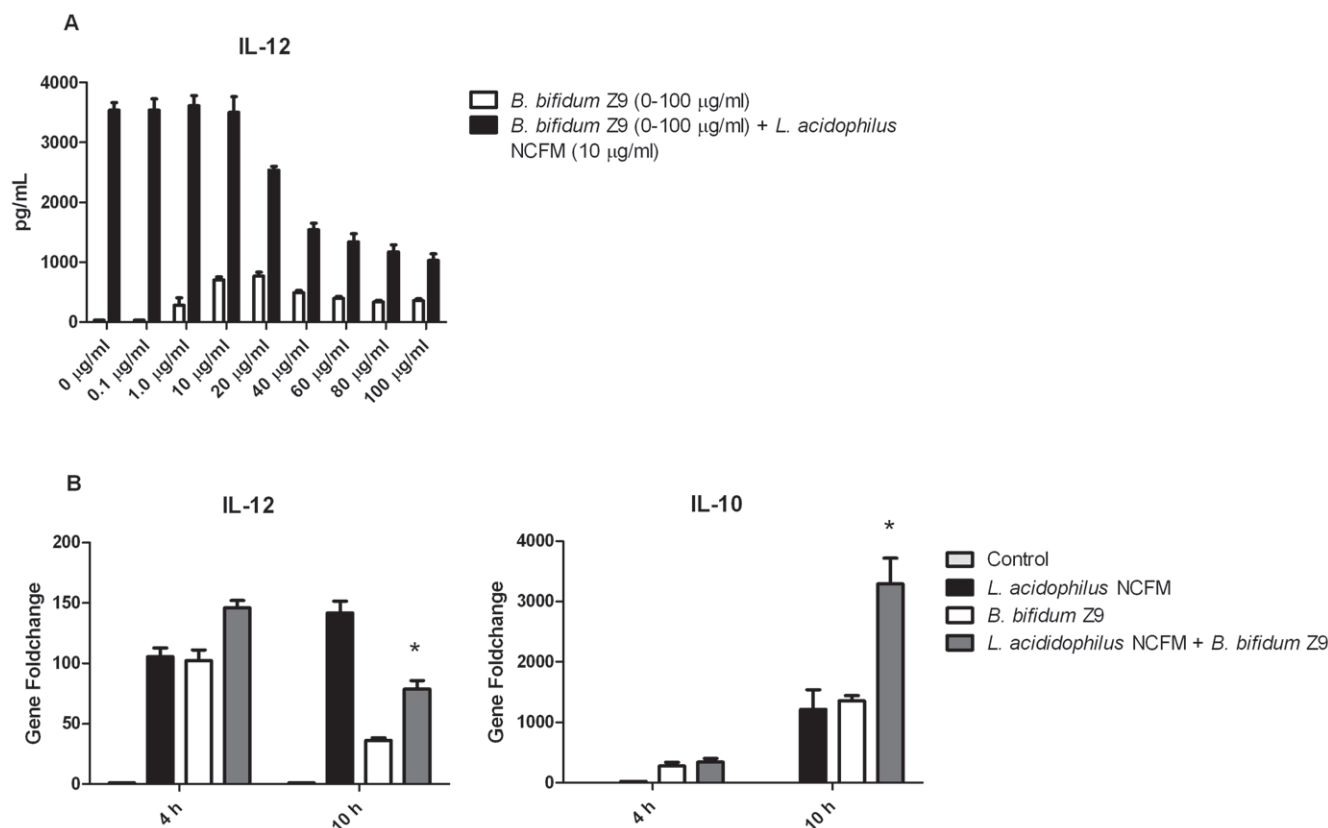 A
IL-12
4000
3000
2000
1000
0
pg/mL
0 µg/ml
0.1 µg/ml
1.0 µg/ml
10 µg/ml
20 µg/ml
40 µg/ml
60 µg/ml
80 µg/ml
100 µg/ml
B. bifidum Z9 (0-100 µg/ml)
B. bifidum Z9 (0-100 µg/ml) + L. acidophilus
NCFM (10 µg/ml)
B
IL-12
200
150
100
50
0
Gene Foldchange
*
4 h
10 h
IL-10
4000
3000
2000
1000
0
Gene Foldchange
*
4 h
10 h
Control
L. acidophilus NCFM
B. bifidum Z9
L. acididophilus NCFM + B. bifidum Z9